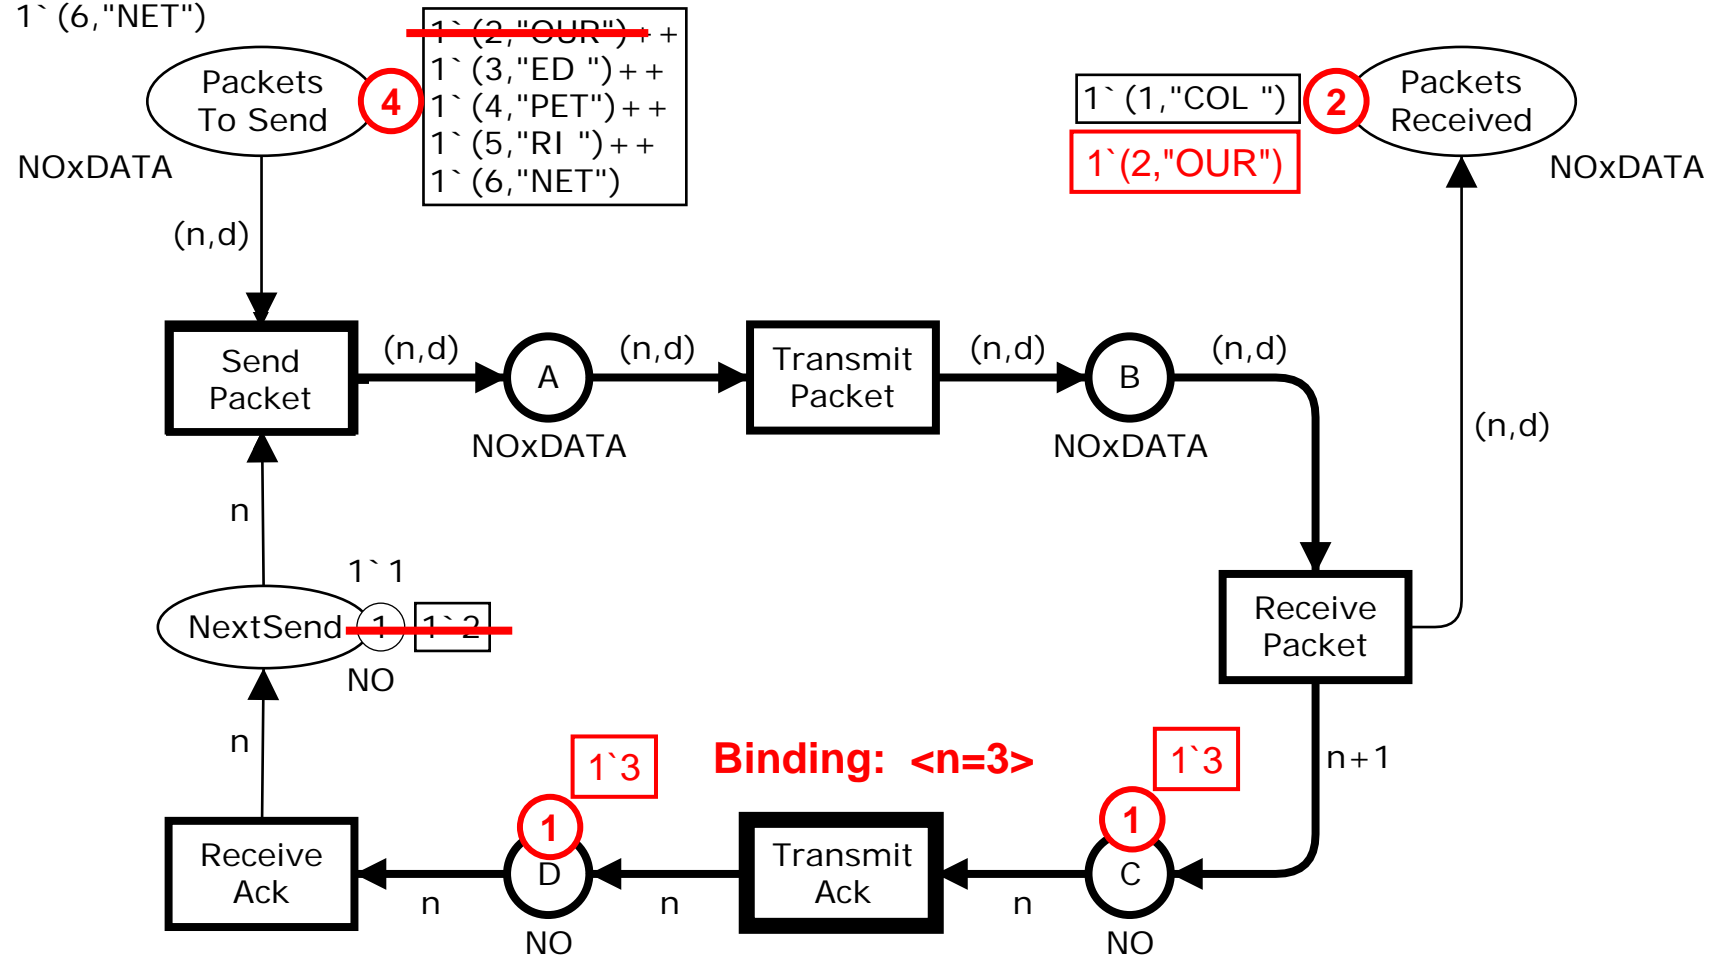 1`(6,"NET")
1`(2,"OUR")++
1`(3,"ED ")++
1`(4,"PET")++
1`(5,"RI ")++
1`(6,"NET")
Packets
To Send
4
NOxDATA
1`(1,"COL ")
2
Packets
Received
1`(2,"OUR")
NOxDATA
(n,d)
Send
Packet
(n,d)
A
NOxDATA
(n,d)
Transmit
Packet
(n,d)
B
NOxDATA
(n,d)
(n,d)
n
1`1
NextSend
1
1`2
NO
Receive
Packet
n
1`3
Binding: <n=3>
1`3
n+1
Receive
Ack
n
1
D
NO
n
Transmit
Ack
n
1
C
NO